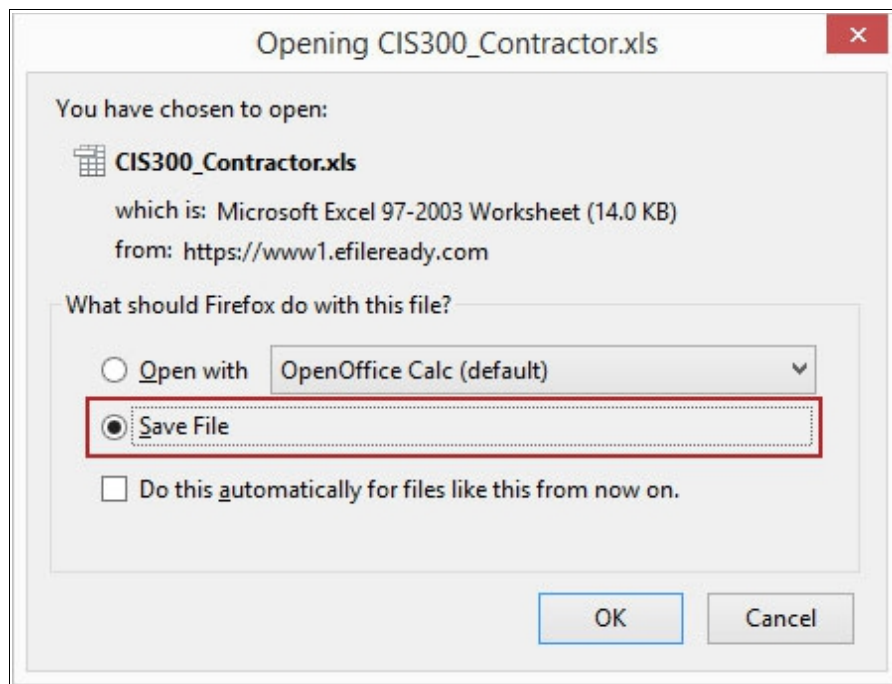 Opening CIS300_Contractor.xls
×
You have chosen to open:
CIS300_Contractor.xls
which is: Microsoft Excel 97-2003 Worksheet (14.0 KB)
from: https://www1.efileready.com
What should Firefox do with this file?
Open with OpenOffice Calc (default)
Save File
Do this automatically for files like this from now on.
OK Cancel